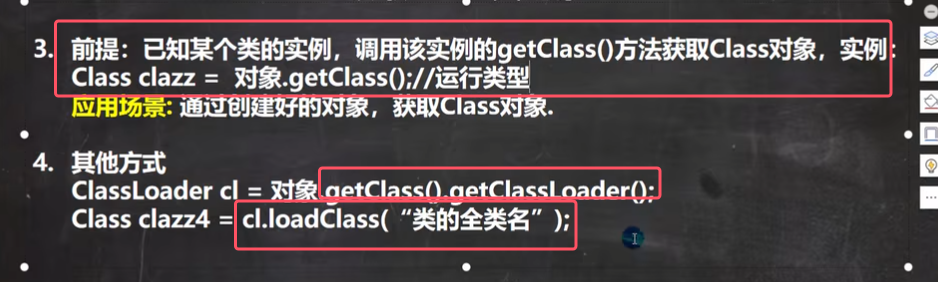 3. 前提：已知某个类的实例，调用该实例的getClass()方法获取Class对象，实例：
Class clazz = 对象.getClass();//运行类型
应用场景: 通过创建好的对象，获取Class对象.
4. 其他方式
ClassLoader cl = 对象.getClass().getClassLoader();
Class clazz4 = cl.loadClass(“类的全类名”);